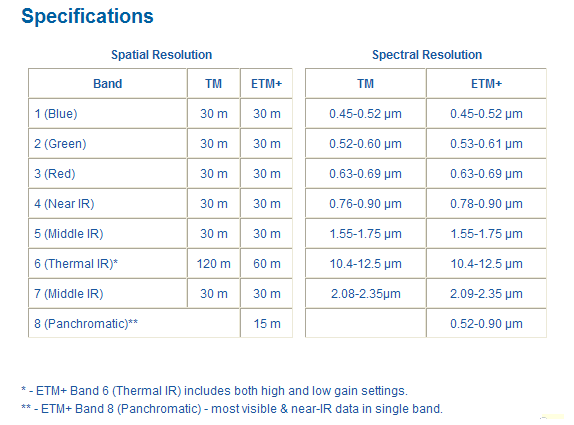 Specifications
Spatial Resolution Spectral Resolution
Band TM ETM+ TM ETM+
1 (Blue) 30 m 30 m 0.45-0.52 µm 0.45-0.52 µm
2 (Green) 30 m 30 m 0.52-0.60 µm 0.53-0.61 µm
3 (Red) 30 m 30 m 0.63-0.69 µm 0.63-0.69 µm
4 (Near IR) 30 m 30 m 0.76-0.90 µm 0.78-0.90 µm
5 (Middle IR) 30 m 30 m 1.55-1.75 µm 1.55-1.75 µm
6 (Thermal IR)* 120 m 60 m 10.4-12.5 µm 10.4-12.5 µm
7 (Middle IR) 30 m 30 m 2.08-2.35µm 2.09-2.35 µm
8 (Panchromatic)** 15 m 0.52-0.90 µm
* - ETM+ Band 6 (Thermal IR) includes both high and low gain settings.
** - ETM+ Band 8 (Panchromatic) - most visible & near-IR data in single band.